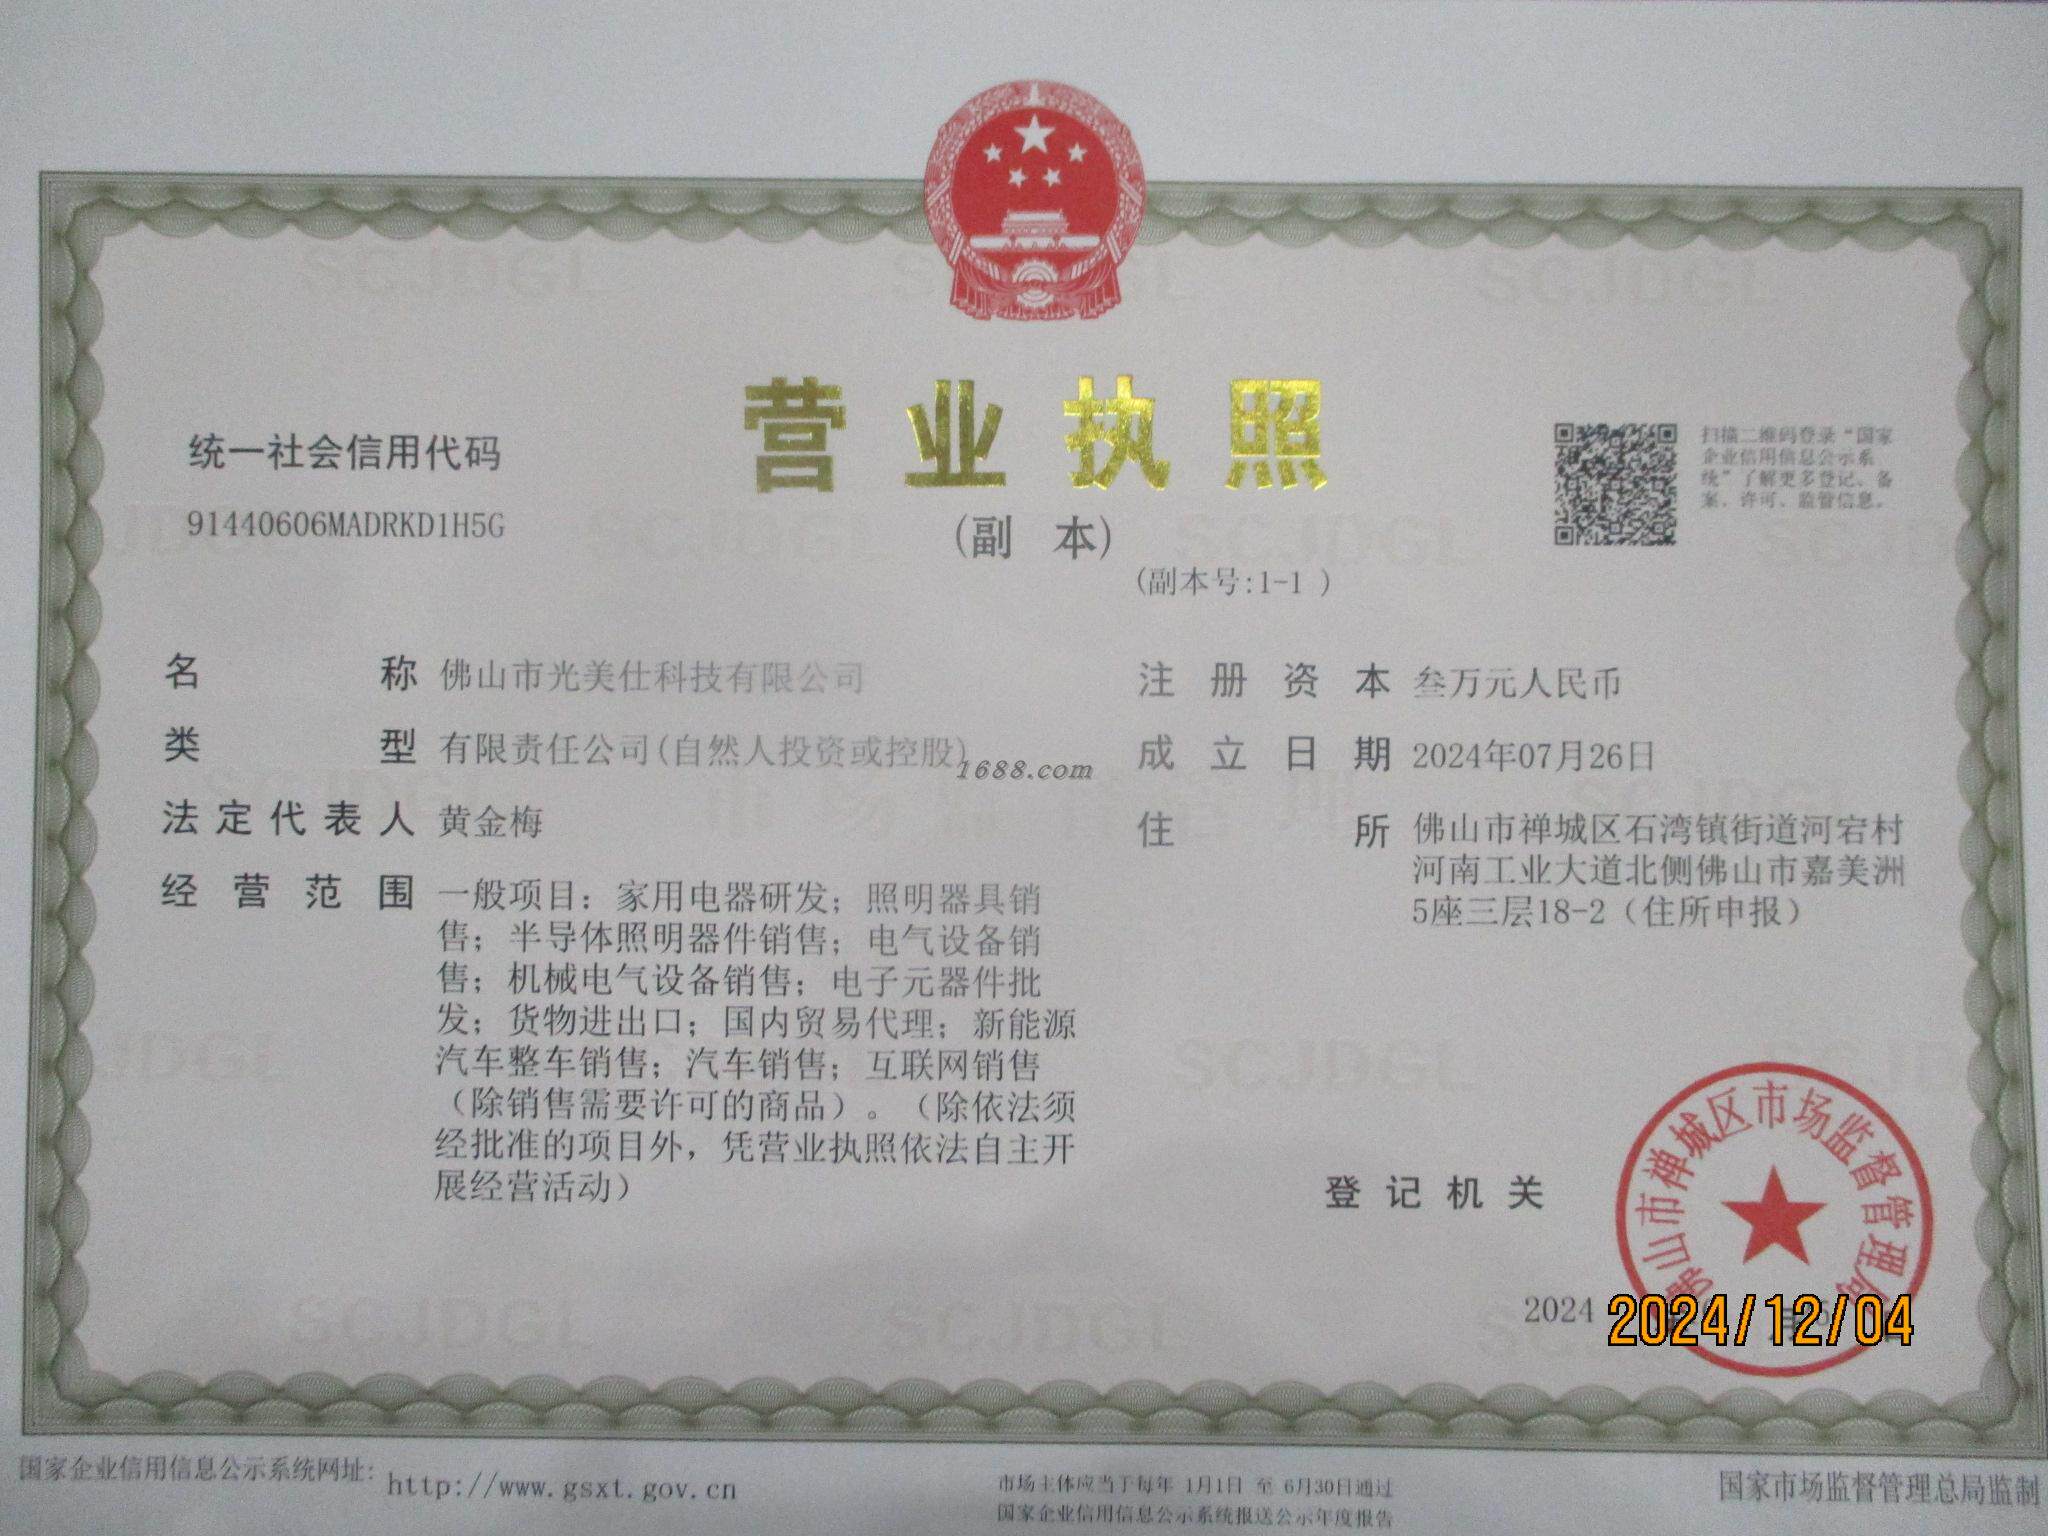 营业执照
(副 本)
(副本号:1-1 )
统一社会信用代码
91440606MADRKD1H5G
扫描二维码登录“国家
企业信用信息公示系
统”了解更多登记、备
案、许可、监管信息。
名 称 佛山市光美仕科技有限公司
类 型 有限责任公司(自然人投资或控股)
法定代表人 黄金梅
经营范围 一般项目：家用电器研发；照明器具销
售；半导体照明器件销售；电气设备销
售；机械电气设备销售；电子元器件批
发；货物进出口；国内贸易代理；新能源
汽车整车销售；汽车销售；互联网销售
（除销售需要许可的商品）。（除依法须
经批准的项目外，凭营业执照依法自主开
展经营活动）
1688.com
注册资本 叁万元人民币
成立日期 2024年07月26日
住 所 佛山市禅城区石湾镇街道河宕村
河南工业大道北侧佛山市嘉美洲
5座三层18-2（住所申报）
登记机关
佛山市禅城区市场监督管理局
2024
2024/12/04
国家企业信用信息公示系统网址: http://www.gsxt.gov.cn
市场主体应当于每年 1月1日 至 6月30日通过
国家企业信用信息公示系统报送公示年度报告
国家市场监督管理总局监制
SCJDGL